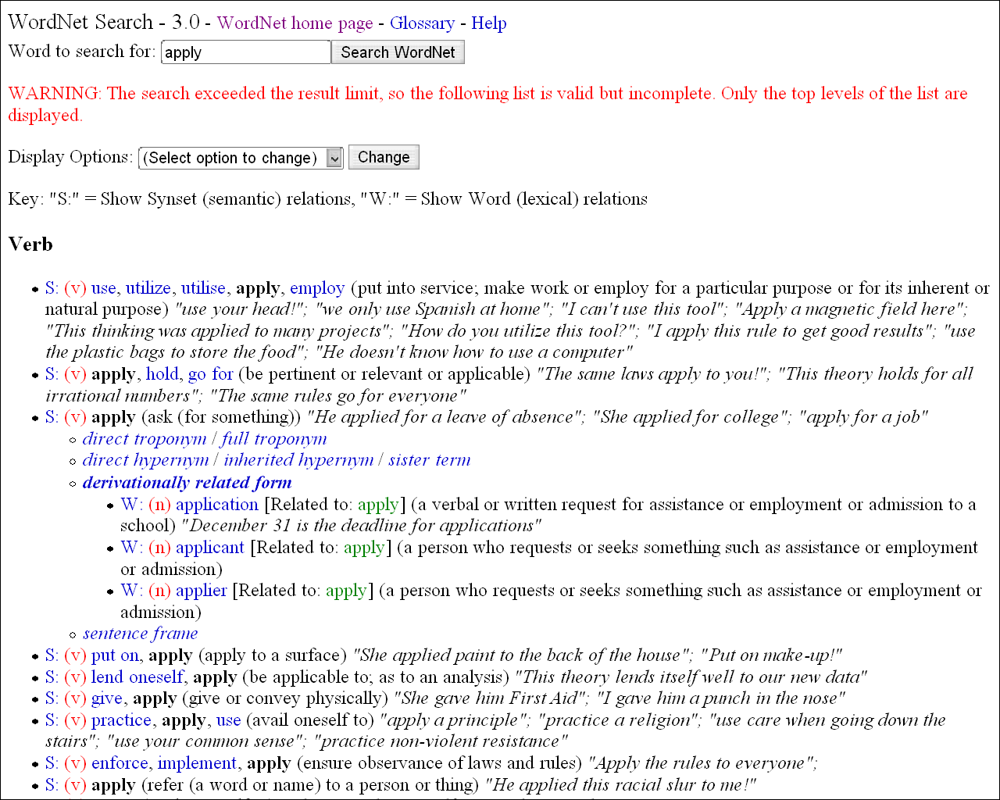 WordNet Search - 3.0 - WordNet home page - Glossary - Help
Word to search for: apply Search WordNet
WARNING: The search exceeded the result limit, so the following list is valid but incomplete. Only the top levels of the list are
displayed.
Display Options: (Select option to change) Change
Key: "S:" = Show Synset (semantic) relations, "W:" = Show Word (lexical) relations
Verb
S: (v) use, utilize, utilise, apply, employ (put into service; make work or employ for a particular purpose or for its inherent or
natural purpose) "use your head!"; "we only use Spanish at home"; "I can't use this tool"; "Apply a magnetic field here";
"This thinking was applied to many projects"; "How do you utilize this tool?"; "I apply this rule to get good results"; "use
the plastic bags to store the food"; "He doesn't know how to use a computer"
S: (v) apply, hold, go for (be pertinent or relevant or applicable) "The same laws apply to you!"; "This theory holds for all
irrational numbers"; "The same rules go for everyone"
S: (v) apply (ask (for something)) "He applied for a leave of absence"; "She applied for college"; "apply for a job"
direct troponym / full troponym
direct hypernym / inherited hypernym / sister term
derivationally related form
W: (n) application [Related to: apply] (a verbal or written request for assistance or employment or admission to a
school) "December 31 is the deadline for applications"
W: (n) applicant [Related to: apply] (a person who requests or seeks something such as assistance or employment
or admission)
W: (n) applier [Related to: apply] (a person who requests or seeks something such as assistance or employment or
admission)
sentence frame
S: (v) put on, apply (apply to a surface) "She applied paint to the back of the house"; "Put on make-up!"
S: (v) lend oneself, apply (be applicable to; as to an analysis) "This theory lends itself well to our new data"
S: (v) give, apply (give or convey physically) "She gave him First Aid"; "I gave him a punch in the nose"
S: (v) practice, apply, use (avail oneself to) "apply a principle"; "practice a religion"; "use care when going down the
stairs"; "use your common sense"; "practice non-violent resistance"
S: (v) enforce, implement, apply (ensure observance of laws and rules) "Apply the rules to everyone";
S: (v) apply (refer (a word or name) to a person or thing) "He applied this racial slur to me!"